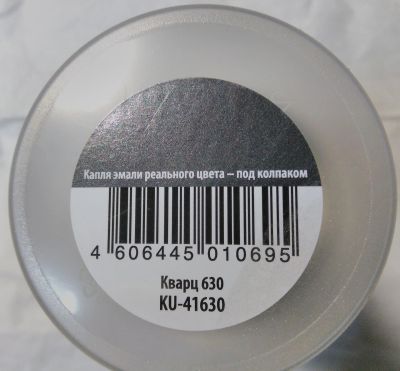 Капля эмали реального цвета – под колпаком
4 606445 010695
Кварц 630
KU-41630